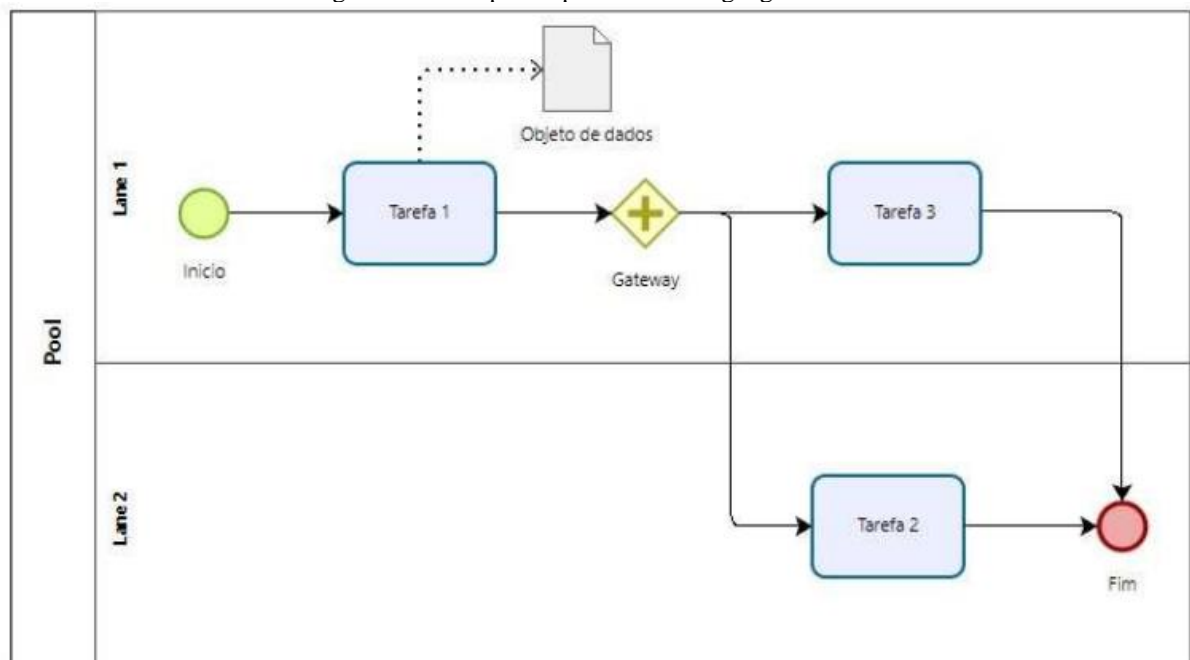 Objeto de dados
Pool
Lane 1
Inicio
Tarefa 1
Gateway
Tarefa 3
Lane 2
Tarefa 2
Fim